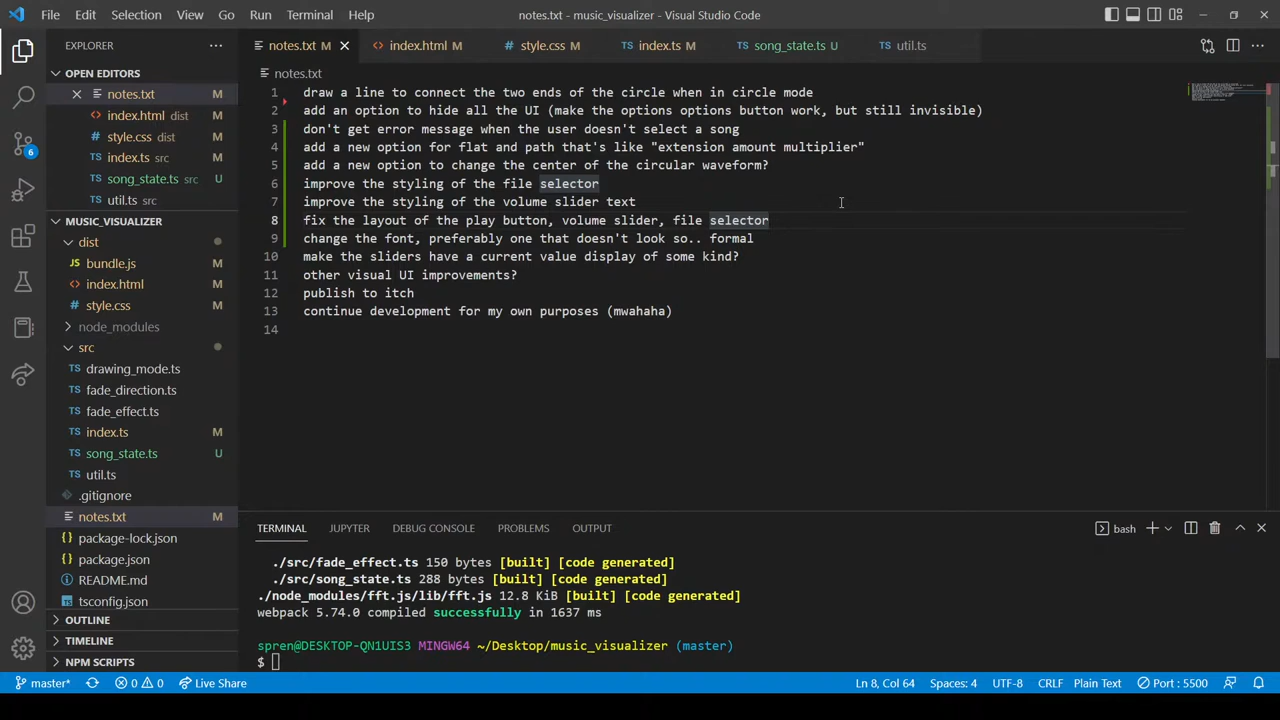 File Edit Selection View Go Run Terminal Help
notes.txt - music_visualizer - Visual Studio Code
EXPLORER
OPEN EDITORS
notes.txt M
index.html dist M
style.css dist M
index.ts src M
song_state.ts src U
util.ts src
MUSIC_VISUALIZER
dist
bundle.js
index.html
style.css
node_modules
src
drawing_mode.ts
fade_direction.ts
fade_effect.ts
index.ts M
song_state.ts U
util.ts
.gitignore
notes.txt M
package-lock.json
package.json
README.md
tsconfig.json
OUTLINE
TIMELINE
NPM SCRIPTS
6
notes.txt M index.html M style.css M TS index.ts M TS song_state.ts U TS util.ts
notes.txt
1 draw a line to connect the two ends of the circle when in circle mode
2 add an option to hide all the UI (make the options options button work, but still invisible)
3 don't get error message when the user doesn't select a song
4 add a new option for flat and path that's like "extension amount multiplier"
5 add a new option to change the center of the circular waveform?
6 improve the styling of the file selector
7 improve the styling of the volume slider text
8 fix the layout of the play button, volume slider, file selector
9 change the font, preferably one that doesn't look so.. formal
10 make the sliders have a current value display of some kind?
11 other visual UI improvements?
12 publish to itch
13 continue development for my own purposes (mwahaha)
14
TERMINAL JUPYTER DEBUG CONSOLE PROBLEMS OUTPUT
bash
./src/fade_effect.ts 150 bytes [built] [code generated]
./src/song_state.ts 288 bytes [built] [code generated]
./node_modules/fft.js/lib/fft.js 12.8 KiB [built] [code generated]
webpack 5.74.0 compiled successfully in 1637 ms
spren@DESKTOP-QN1UIS3 MINGW64 ~/Desktop/music_visualizer (master)
$
master* 0 0 Live Share
Ln 8, Col 64 Spaces: 4 UTF-8 CRLF Plain Text Port : 5500